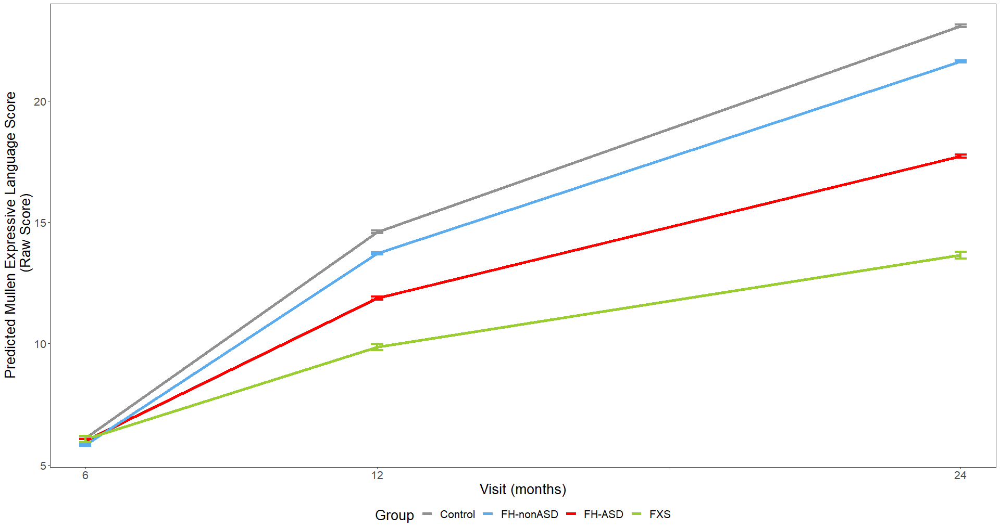 Predicted Mullen Expressive Language Score
(Raw Score)
20
15
10
5
6 12 24
Visit (months)
Group Control FH-nonASD FH-ASD FXS